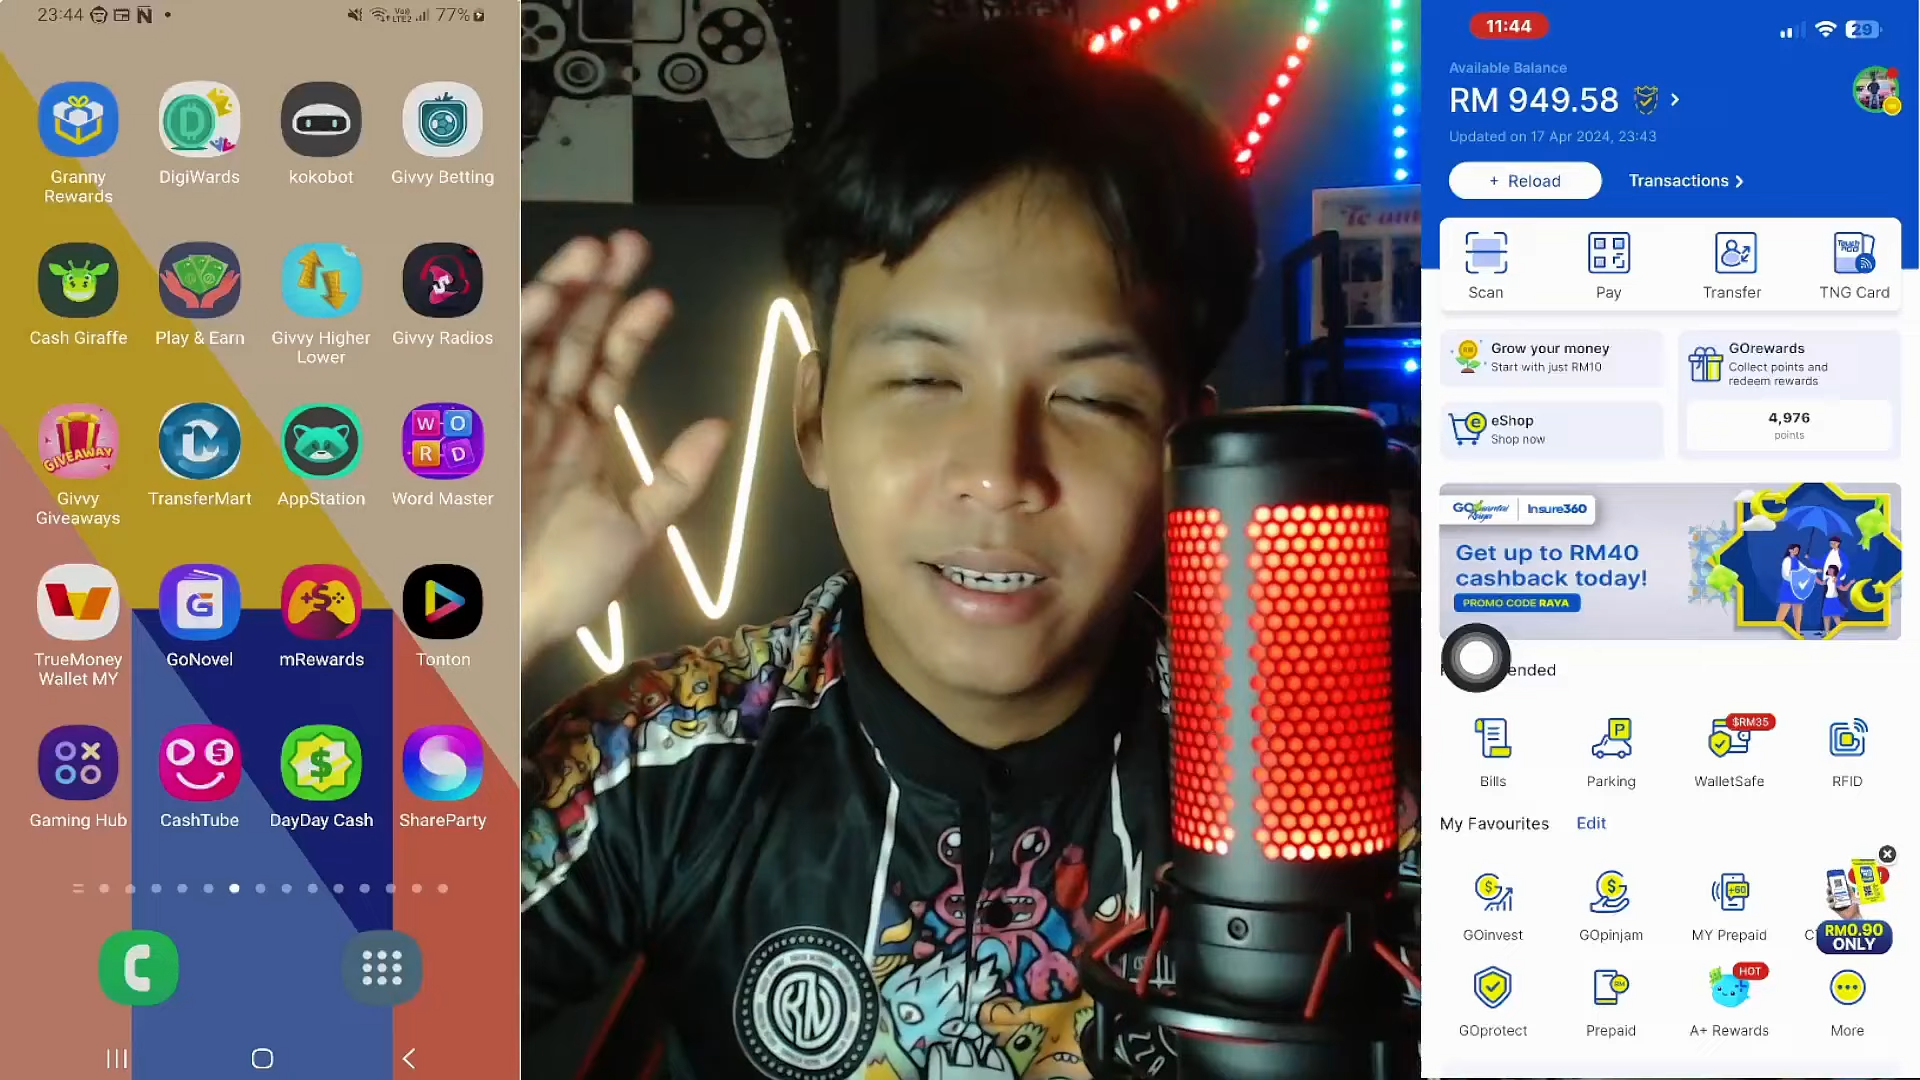 23:44
Vo))
LTE2
77%
Granny
Rewards
DigiWards
kokobot
Givvy Betting
Cash Giraffe
Play & Earn
Givvy Higher
Lower
Givvy Radios
GIVEAWAY
W O
R D
Givvy
Giveaways
TransferMart
AppStation
Word Master
TrueMoney
Wallet MY
GoNovel
mRewards
Tonton
Gaming Hub
CashTube
DayDay Cash
ShareParty
RN
11:44
29
Available Balance
RM 949.58
Updated on 17 Apr 2024, 23:43
+ Reload
Transactions
Scan
Pay
Transfer
TNG Card
Grow your money
Start with just RM10
GOrewards
Collect points and
redeem rewards
4,976
points
eShop
Shop now
Insure360
Get up to RM40
cashback today!
PROMO CODE RAYA
ended
$RM35
Bills
Parking
WalletSafe
RFID
My Favourites
Edit
GOinvest
GOpinjam
MY Prepaid
RM0.90
ONLY
HOT
GOprotect
Prepaid
A+ Rewards
More